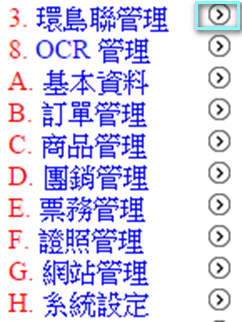 3. 環島聯管理
8. OCR 管理
A. 基本資料
B. 訂單管理
C. 商品管理
D. 團銷管理
E. 票務管理
F. 證照管理
G. 網站管理
H. 系統設定